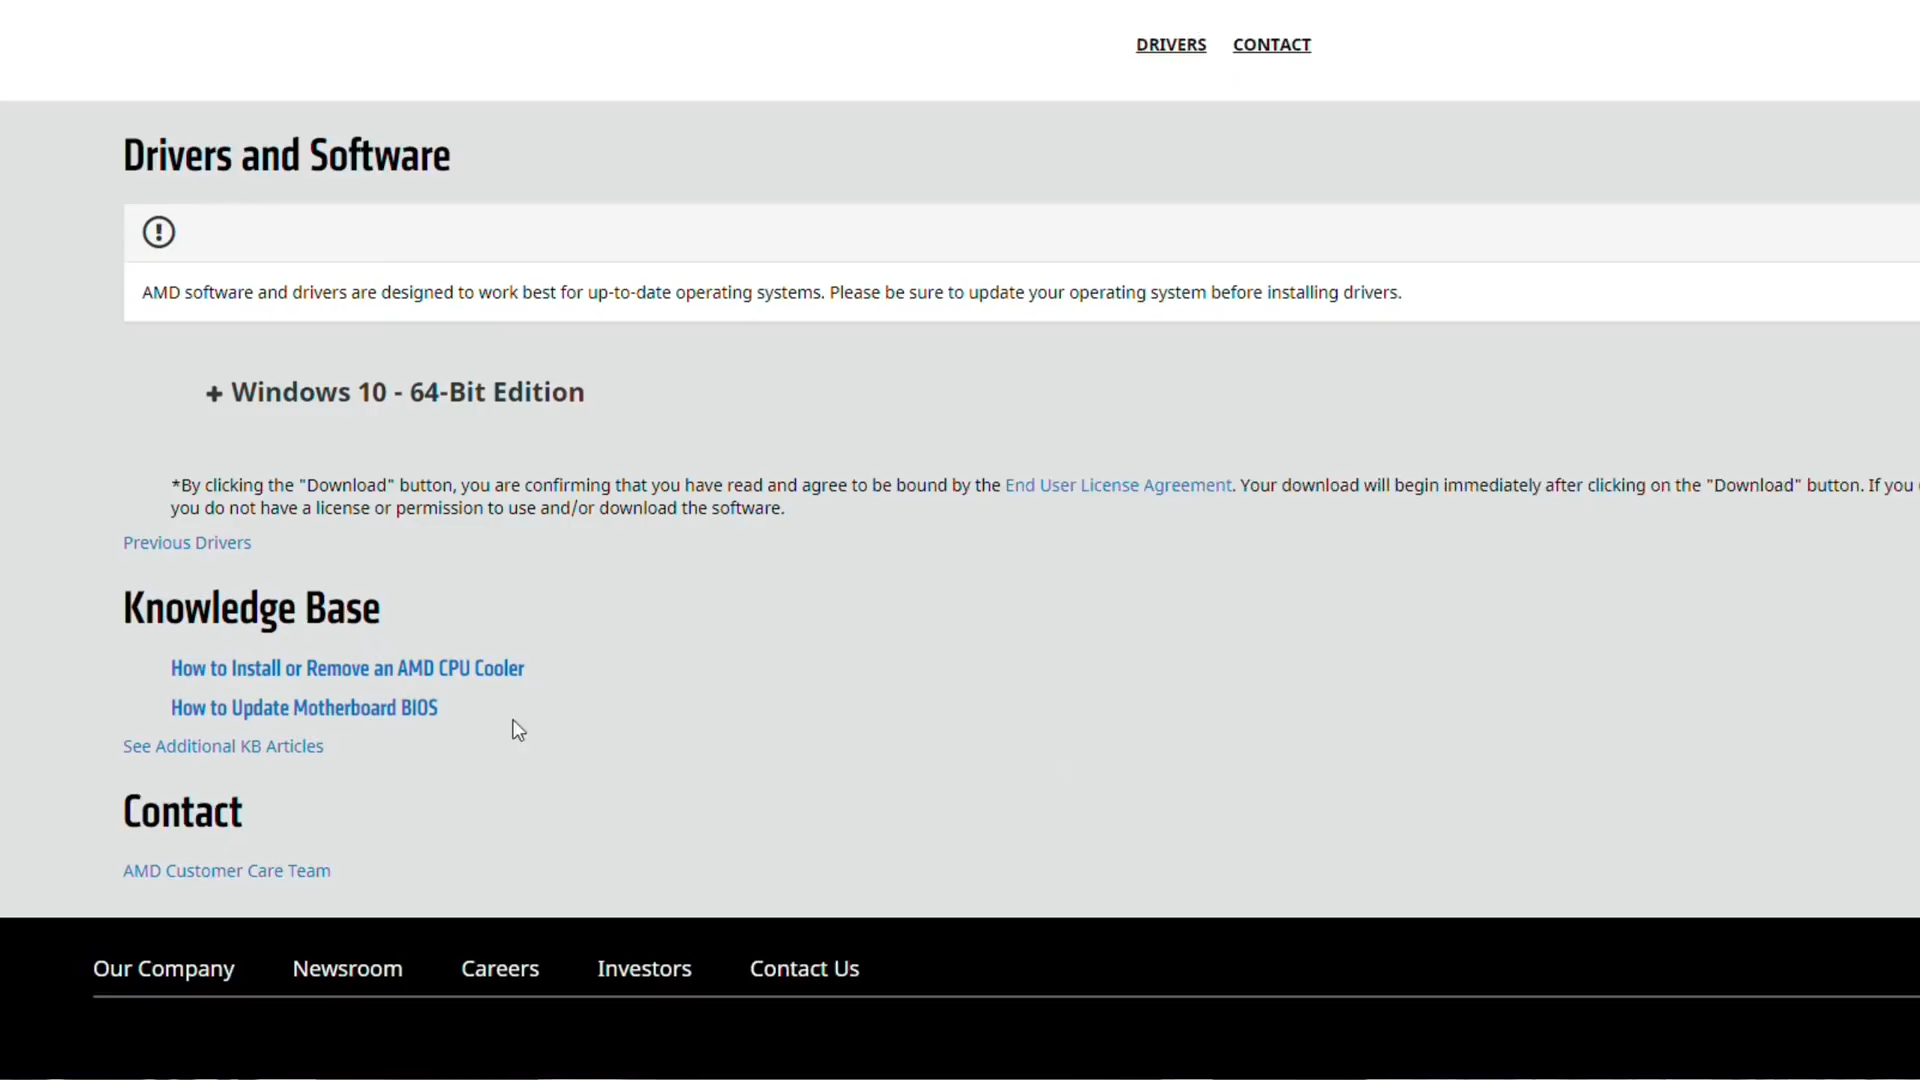 DRIVERS CONTACT
Drivers and Software
AMD software and drivers are designed to work best for up-to-date operating systems. Please be sure to update your operating system before installing drivers.
+ Windows 10 - 64-Bit Edition
*By clicking the "Download" button, you are confirming that you have read and agree to be bound by the End User License Agreement. Your download will begin immediately after clicking on the "Download" button. If you
you do not have a license or permission to use and/or download the software.
Previous Drivers
Knowledge Base
How to Install or Remove an AMD CPU Cooler
How to Update Motherboard BIOS
See Additional KB Articles
Contact
AMD Customer Care Team
Our Company Newsroom Careers Investors Contact Us